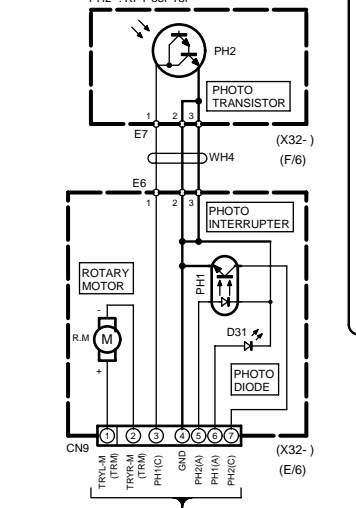 PH2
PHOTO
TRANSISTOR
1 2 3
E7
(X32- )
(F/6)
WH4
E6
1 2 3
PHOTO
INTERRUPTER
ROTARY
MOTOR
PH1
-
R.M M
+
D31
PHOTO
DIODE
1 2 3 4 5 6 7
CN9
(X32- )
(E/6)
TRYL-M
(TRM)
TRYR-M
(TRM)
PH1(C)
GND
PH2(A)
PH1(A)
PH2(C)